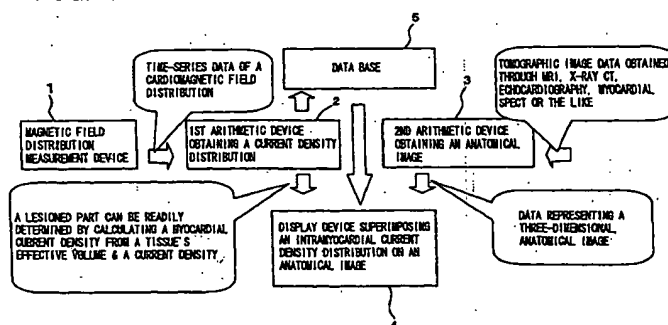 5
DATA BASE
TIME-SERIES DATA OF A
CARDIOMAGNETIC FIELD
DISTRIBUTION
TOMOGRAPHIC IMAGE DATA OBTAINED
THROUGH MRI, X-RAY CT,
ECHOCARDIOGRAPHY, MYOCARDIAL
SPECT OR THE LIKE
1
MAGNETIC FIELD
DISTRIBUTION
MEASUREMENT DEVICE
2
1ST ARITHMETIC DEVICE
OBTAINING A CURRENT DENSITY
DISTRIBUTION
3
2ND ARITHMETIC DEVICE
OBTAINING AN ANATOMICAL
IMAGE
A LESIONED PART CAN BE READILY
DETERMINED BY CALCULATING A MYOCARDIAL
CURRENT DENSITY FROM A TISSUE'S
EFFECTIVE VOLUME & A CURRENT DENSITY
DISPLAY DEVICE SUPERIMPOSING
AN INTRAMYOCARDIAL CURRENT
DENSITY DISTRIBUTION ON AN
ANATOMICAL IMAGE
DATA REPRESENTING A
THREE-DIMENSIONAL,
ANATOMICAL IMAGE